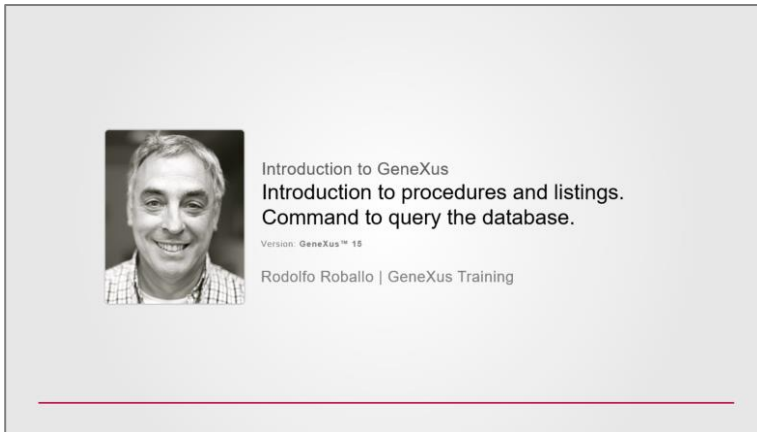 Introduction to GeneXus
Introduction to procedures and listings.
Command to query the database.
Version: GeneXus™ 15
Rodolfo Roballo | GeneXus Training